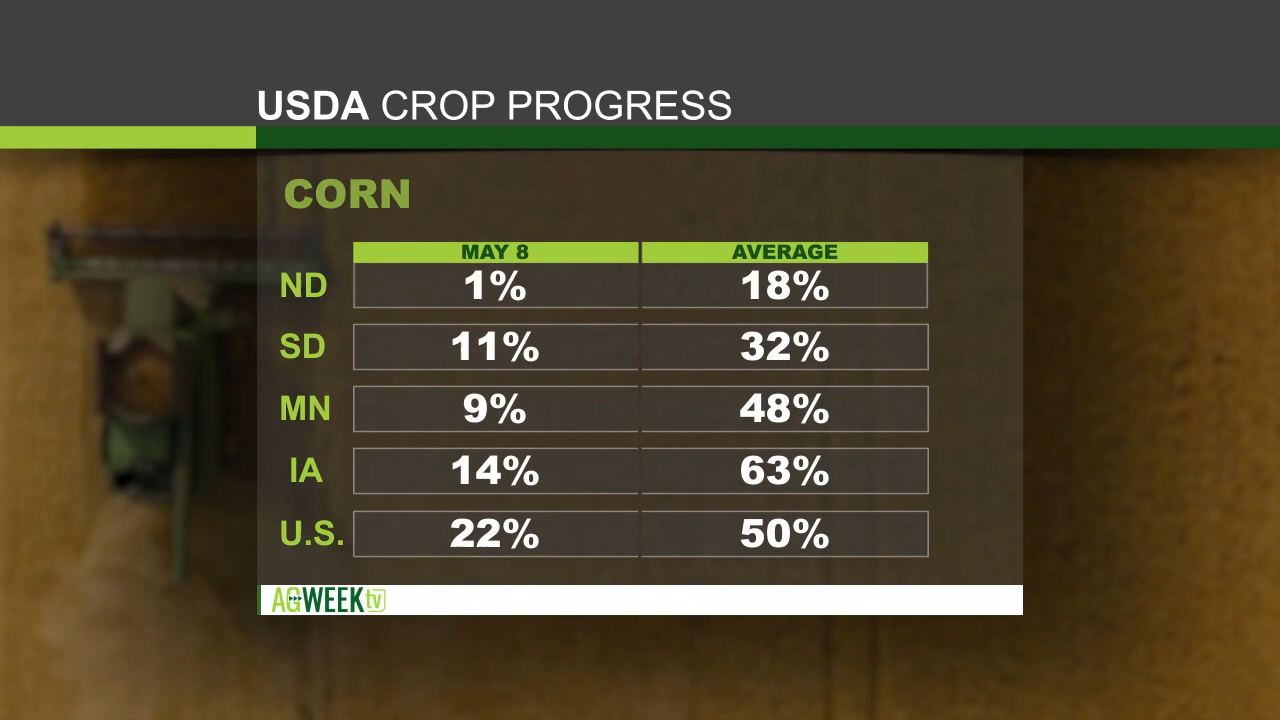 USDA CROP PROGRESS
CORN
MAY 8 AVERAGE
ND 1% 18%
SD 11% 32%
MN 9% 48%
IA 14% 63%
U.S. 22% 50%
AGWEEK tv